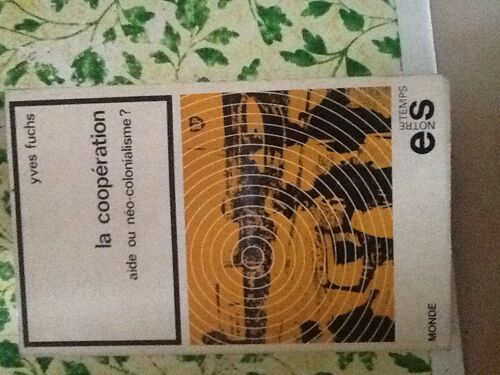 yves fuchs
la coopération
aide ou néo-colonialisme?
es
NOTRE
TEMPS
MONDE